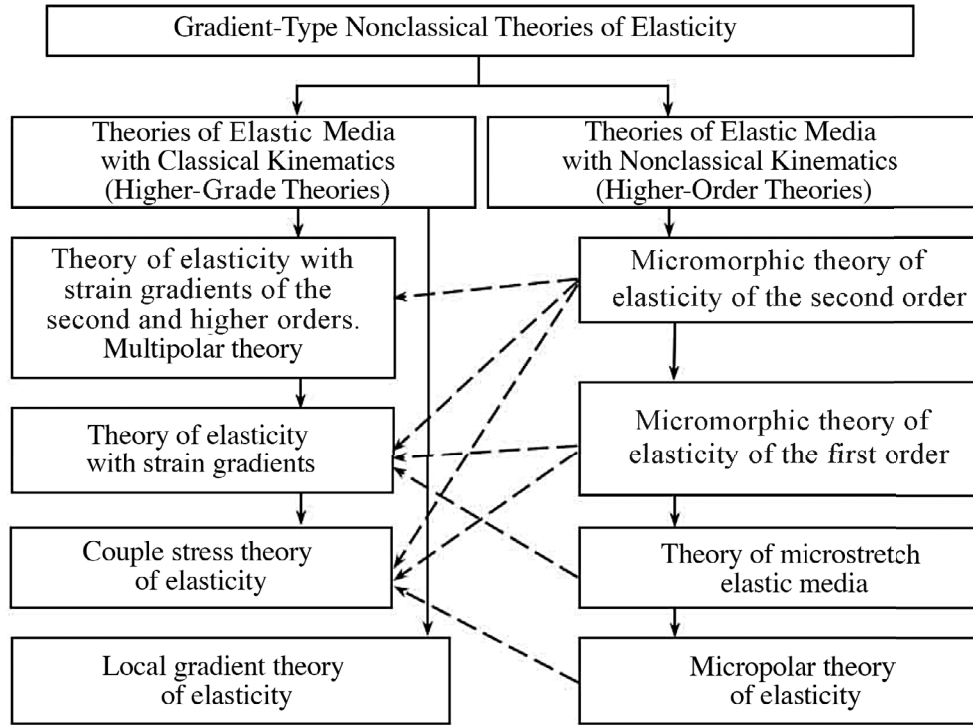 Gradient-Type Nonclassical Theories of Elasticity
Theories of Elastic Media
with Classical Kinematics
(Higher-Grade Theories)
Theories of Elastic Media
with Nonclassical Kinematics
(Higher-Order Theories)
Theory of elasticity with
strain gradients of the
second and higher orders.
Multipolar theory
Micromorphic theory of
elasticity of the second order
Theory of elasticity
with strain gradients
Micromorphic theory of
elasticity of the first order
Couple stress theory
of elasticity
Theory of microstretch
elastic media
Local gradient theory
of elasticity
Micropolar theory
of elasticity